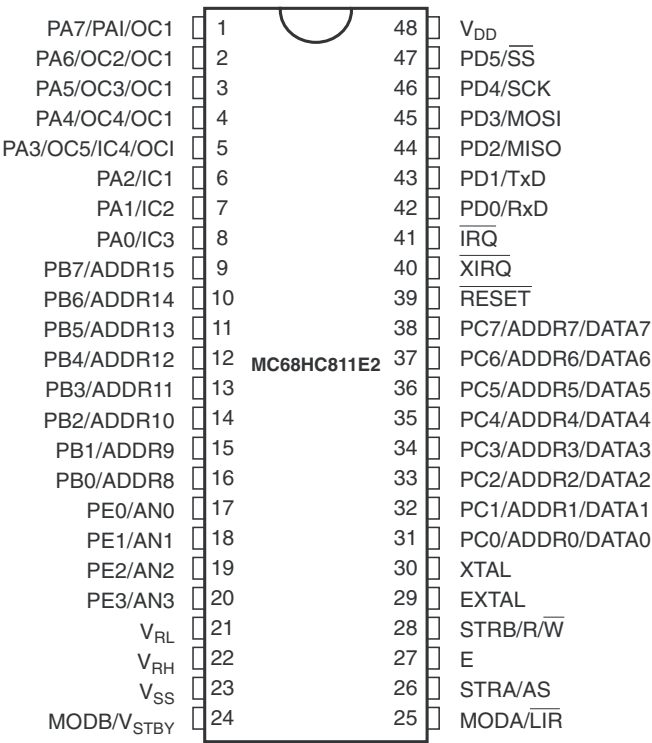 PA7/PAI/OC1 1 48 VDD
PA6/OC2/OC1 2 47 PD5/SS
PA5/OC3/OC1 3 46 PD4/SCK
PA4/OC4/OC1 4 45 PD3/MOSI
PA3/OC5/IC4/OCI 5 44 PD2/MISO
PA2/IC1 6 43 PD1/TxD
PA1/IC2 7 42 PD0/RxD
PA0/IC3 8 41 IRQ
PB7/ADDR15 9 40 XIRQ
PB6/ADDR14 10 39 RESET
PB5/ADDR13 11 38 PC7/ADDR7/DATA7
PB4/ADDR12 12 MC68HC811E2 37 PC6/ADDR6/DATA6
PB3/ADDR11 13 36 PC5/ADDR5/DATA5
PB2/ADDR10 14 35 PC4/ADDR4/DATA4
PB1/ADDR9 15 34 PC3/ADDR3/DATA3
PB0/ADDR8 16 33 PC2/ADDR2/DATA2
PE0/AN0 17 32 PC1/ADDR1/DATA1
PE1/AN1 18 31 PC0/ADDR0/DATA0
PE2/AN2 19 30 XTAL
PE3/AN3 20 29 EXTAL
VRL 21 28 STRB/R/W
VRH 22 27 E
VSS 23 26 STRA/AS
MODB/VSTBY 24 25 MODA/LIR